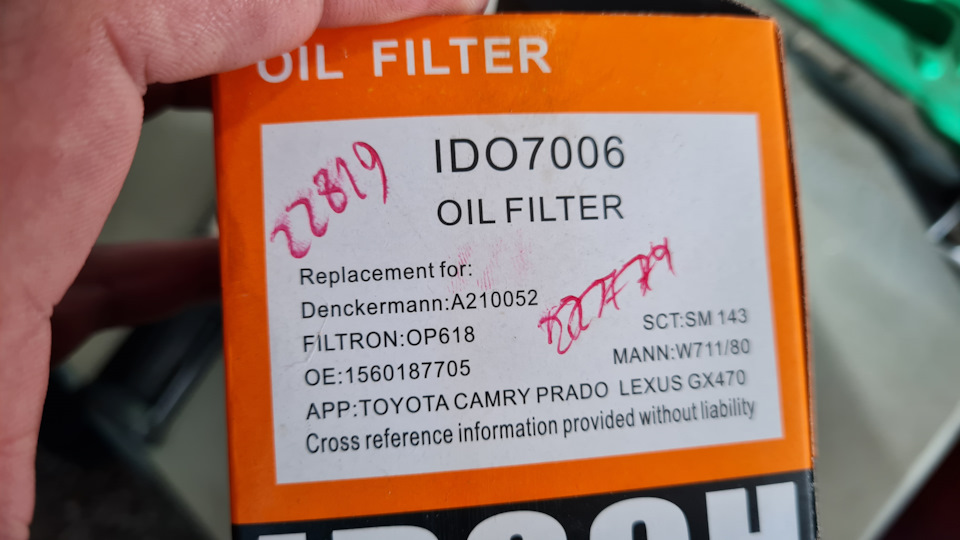 OIL FILTER
22819
IDO7006
OIL FILTER
Replacement for:
Denckermann:A210052
FILTRON:OP618
SCT:SM 143
OE:1560187705
MANN:W711/80
APP:TOYOTA CAMRY PRADO LEXUS GX470
Cross reference information provided without liability